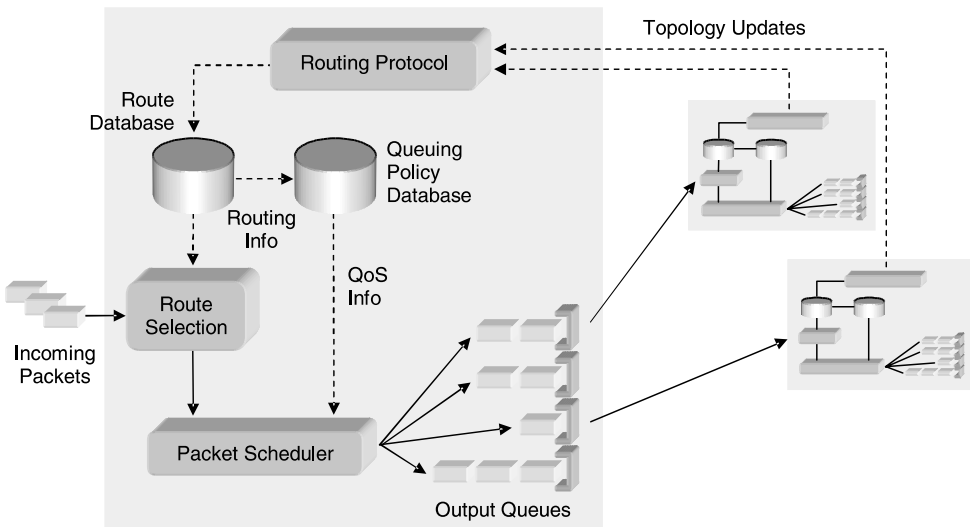 Topology Updates
Routing Protocol
Route
Database
Queuing
Policy
Database
Routing
Info
QoS
Info
Route
Selection
Incoming
Packets
Packet Scheduler
Output Queues